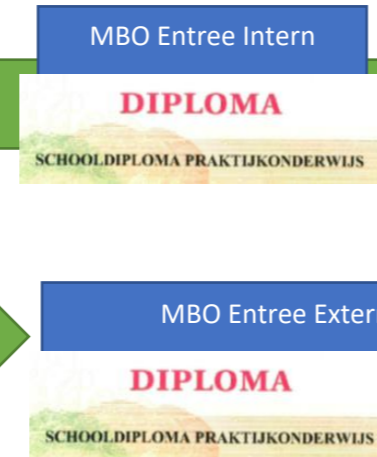 MBO Entree Intern
DIPLOMA
SCHOOLDIPLOMA PRAKTIJKONDERWIJS
MBO Entree Exter
DIPLOMA
SCHOOLDIPLOMA PRAKTIJKONDERWIJS